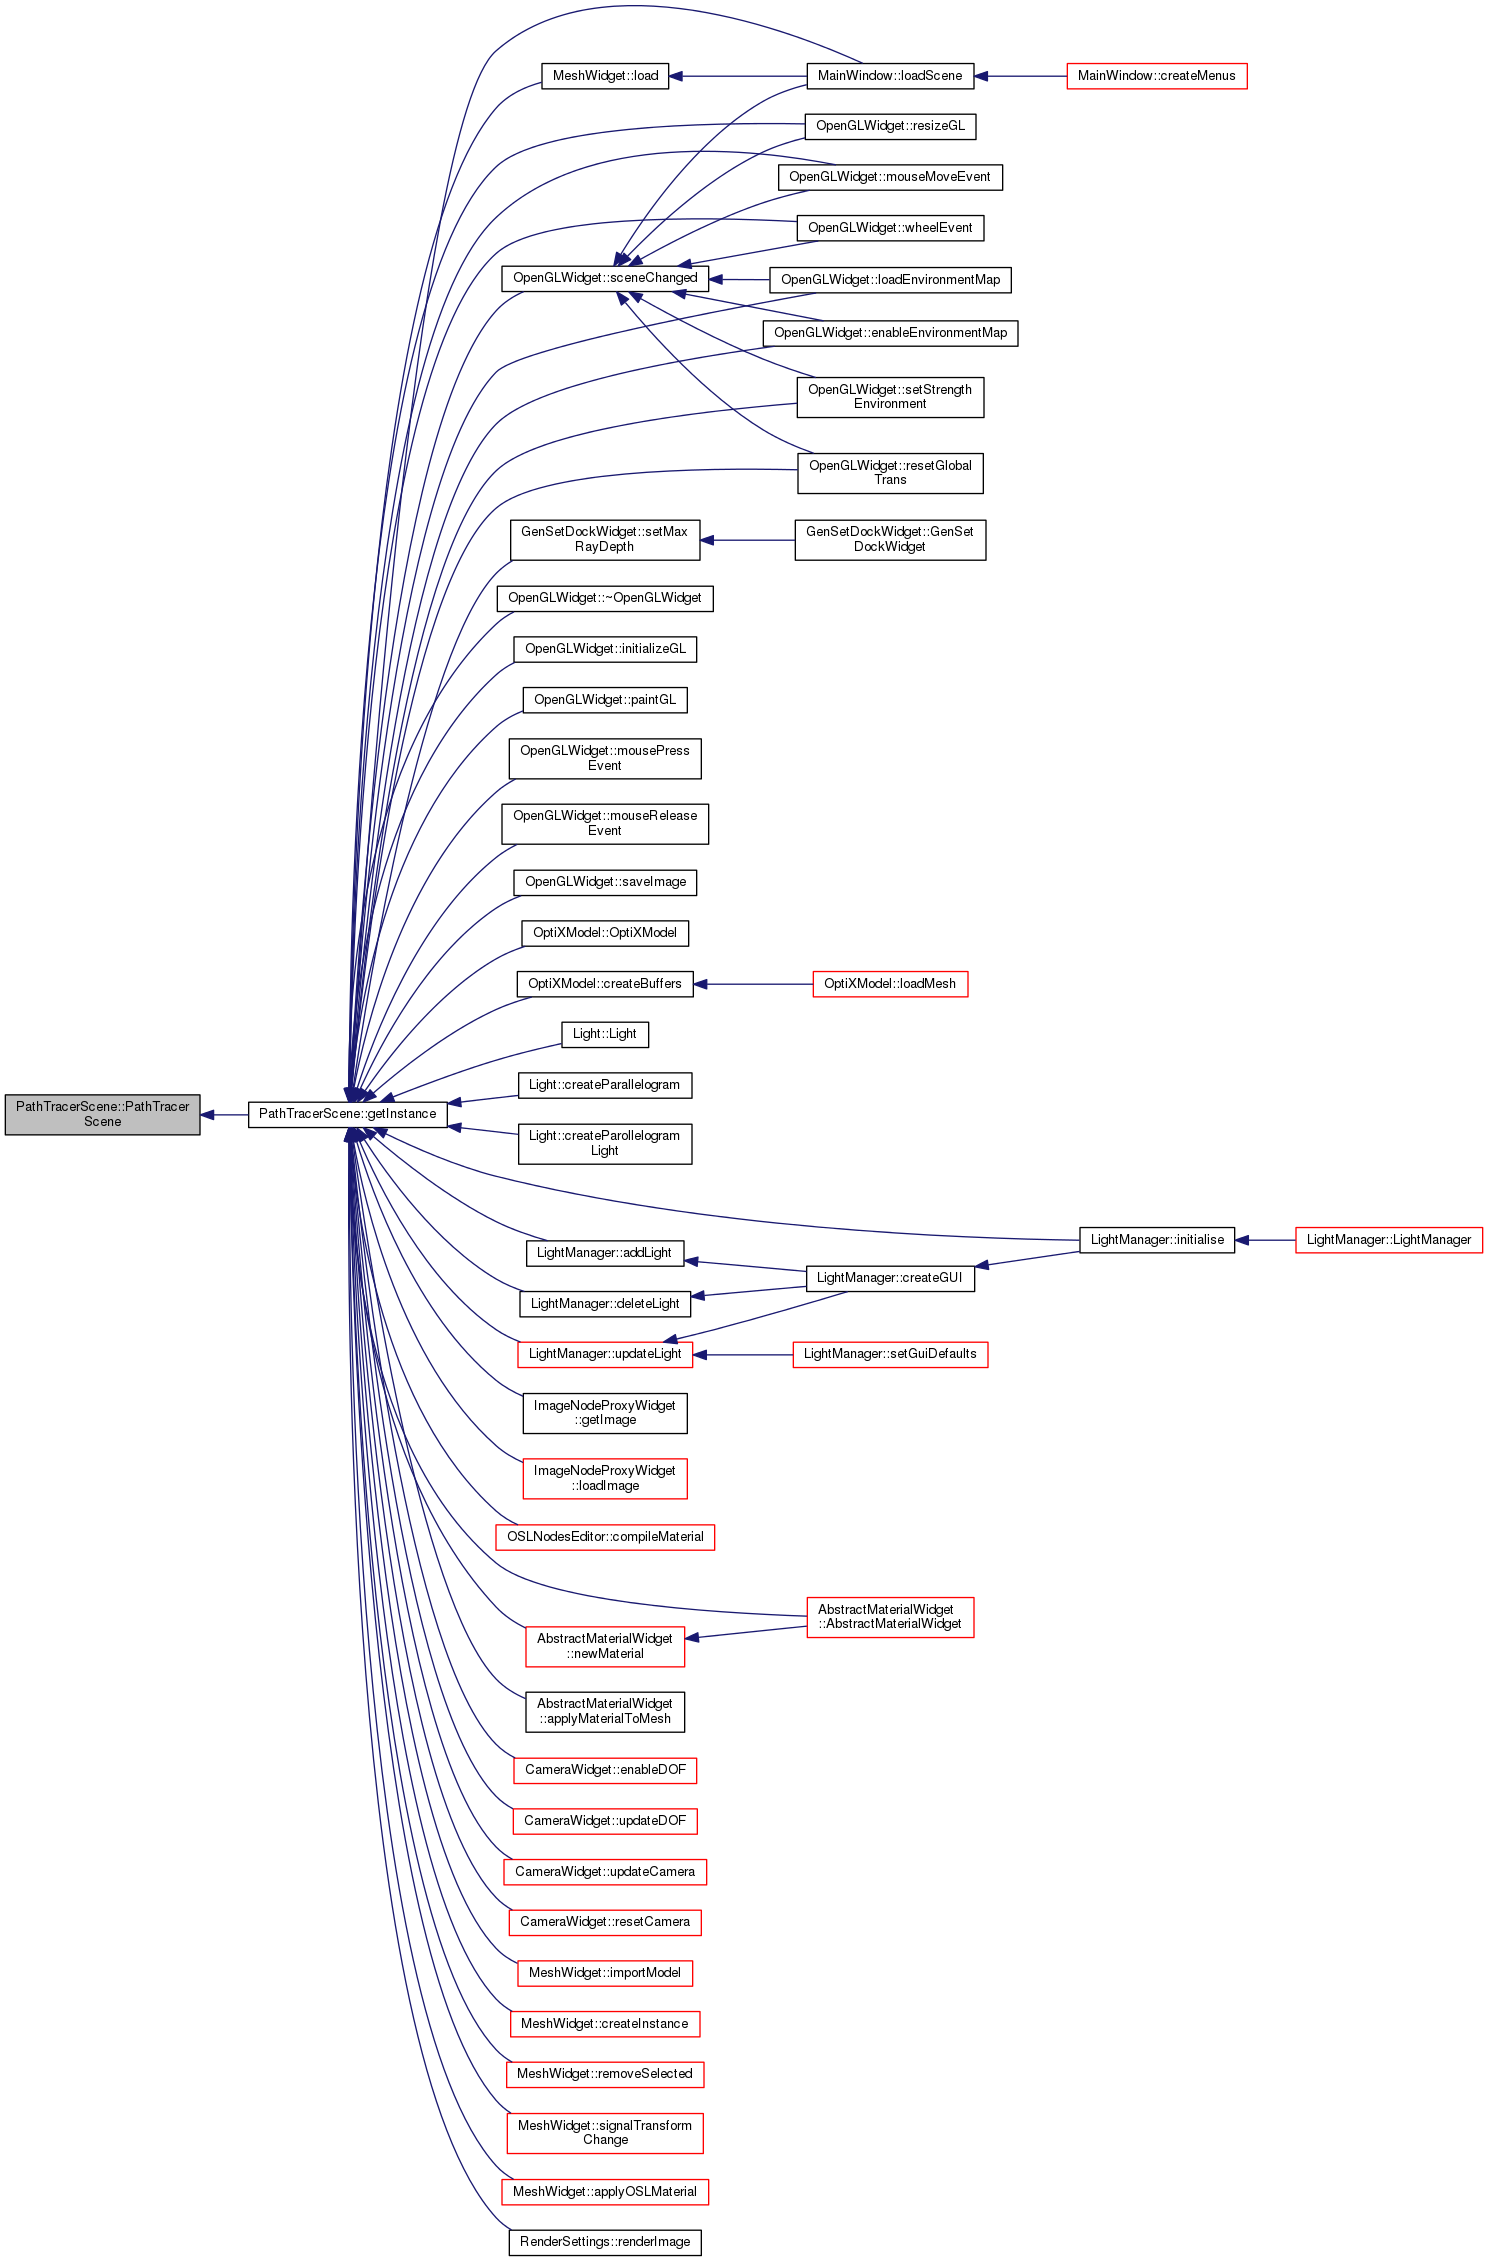 MeshWidget::load
MainWindow::loadScene
MainWindow::createMenus
OpenGLWidget::resizeGL
OpenGLWidget::mouseMoveEvent
OpenGLWidget::wheelEvent
OpenGLWidget::sceneChanged
OpenGLWidget::loadEnvironmentMap
OpenGLWidget::enableEnvironmentMap
OpenGLWidget::setStrength
Environment
OpenGLWidget::resetGlobal
Trans
GenSetDockWidget::setMax
RayDepth
GenSetDockWidget::GenSet
DockWidget
OpenGLWidget::~OpenGLWidget
OpenGLWidget::initializeGL
OpenGLWidget::paintGL
OpenGLWidget::mousePress
Event
OpenGLWidget::mouseRelease
Event
OpenGLWidget::saveImage
OptiXModel::OptiXModel
OptiXModel::createBuffers
OptiXModel::loadMesh
Light::Light
Light::createParallelogram
PathTracerScene::PathTracer
Scene
PathTracerScene::getInstance
Light::createParollelogram
Light
LightManager::addLight
LightManager::initialise
LightManager::LightManager
LightManager::createGUI
LightManager::deleteLight
LightManager::updateLight
LightManager::setGuiDefaults
ImageNodeProxyWidget
::getImage
ImageNodeProxyWidget
::loadImage
OSLNodesEditor::compileMaterial
AbstractMaterialWidget
::AbstractMaterialWidget
AbstractMaterialWidget
::newMaterial
AbstractMaterialWidget
::applyMaterialToMesh
CameraWidget::enableDOF
CameraWidget::updateDOF
CameraWidget::updateCamera
CameraWidget::resetCamera
MeshWidget::importModel
MeshWidget::createInstance
MeshWidget::removeSelected
MeshWidget::signalTransform
Change
MeshWidget::applyOSLMaterial
RenderSettings::renderImage